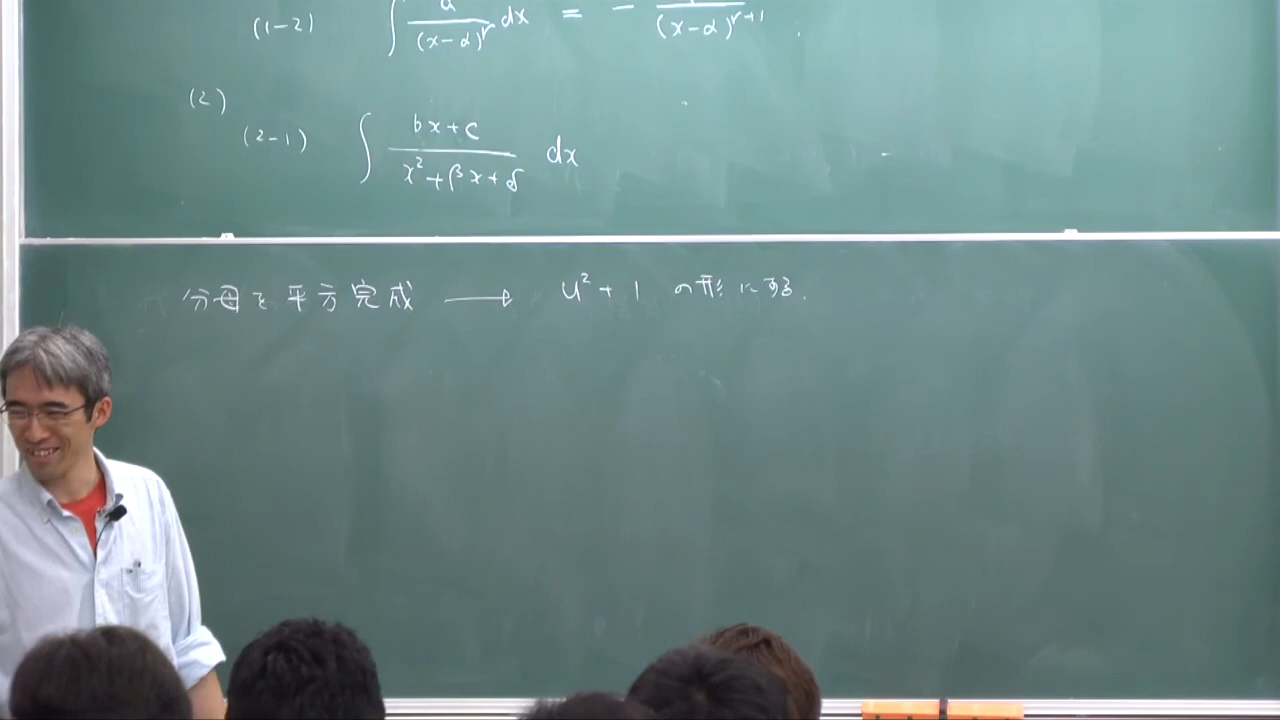 (1-2) ∫ a/(x-α)^r dx = - /(x-α)^{r+1}
(2)
(2-1) ∫ (bx+c)/(x²+βx+δ) dx
分母を平方完成 → u²+1 の形にする.